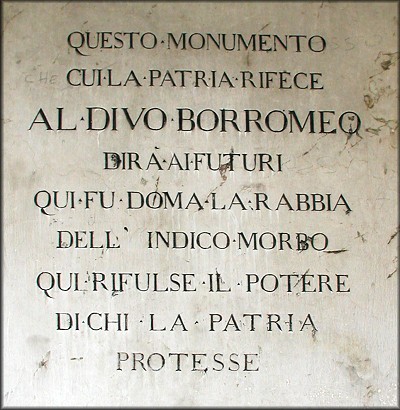 QUESTO·MONUMENTO
CUI·LA·PATRIA·RIFECE
AL·DIVO·BORROMEO
DIRÀ·AI·FUTURI
QUI·FU·DOMA·LA·RABBIA
DELL' INDICO·MORBO
QUI·RIFULSE·IL·POTERE
DI·CHI·LA·PATRIA
PROTESSE